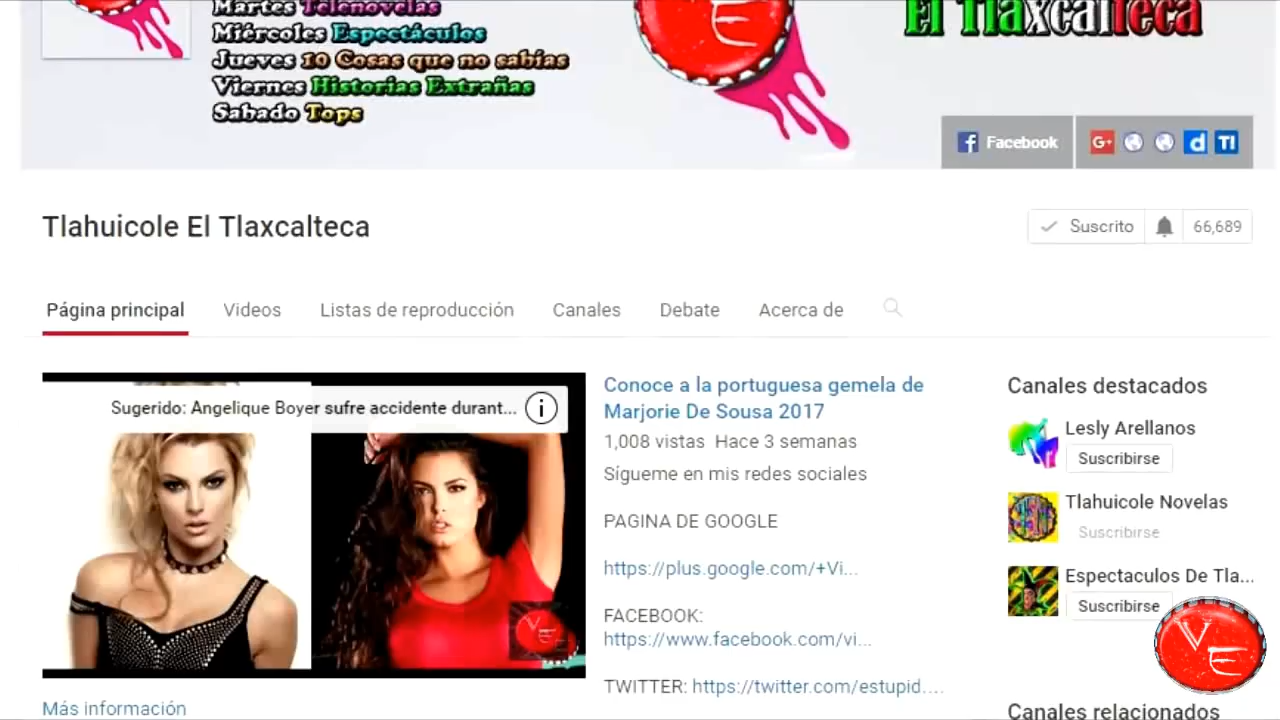 Martes Telenovelas
Miércoles Espectáculos
Jueves 10 Cosas que no sabías
Viernes Historias Extrañas
Sabado Tops
E
El Tlaxcalteca
Facebook
G+ d TI
Tlahuicole El Tlaxcalteca
Suscrito 66,689
Página principal Videos Listas de reproducción Canales Debate Acerca de
Sugerido: Angelique Boyer sufre accidente durant...
Conoce a la portuguesa gemela de
Marjorie De Sousa 2017
1,008 vistas Hace 3 semanas
Sígueme en mis redes sociales
PAGINA DE GOOGLE
https://plus.google.com/+Vi...
FACEBOOK:
https://www.facebook.com/vi...
TWITTER: https://twitter.com/estupid....
Más información
Canales destacados
Lesly Arellanos
Suscribirse
Tlahuicole Novelas
Suscribirse
Espectaculos De Tla...
Suscribirse
VE
Canales relacionados